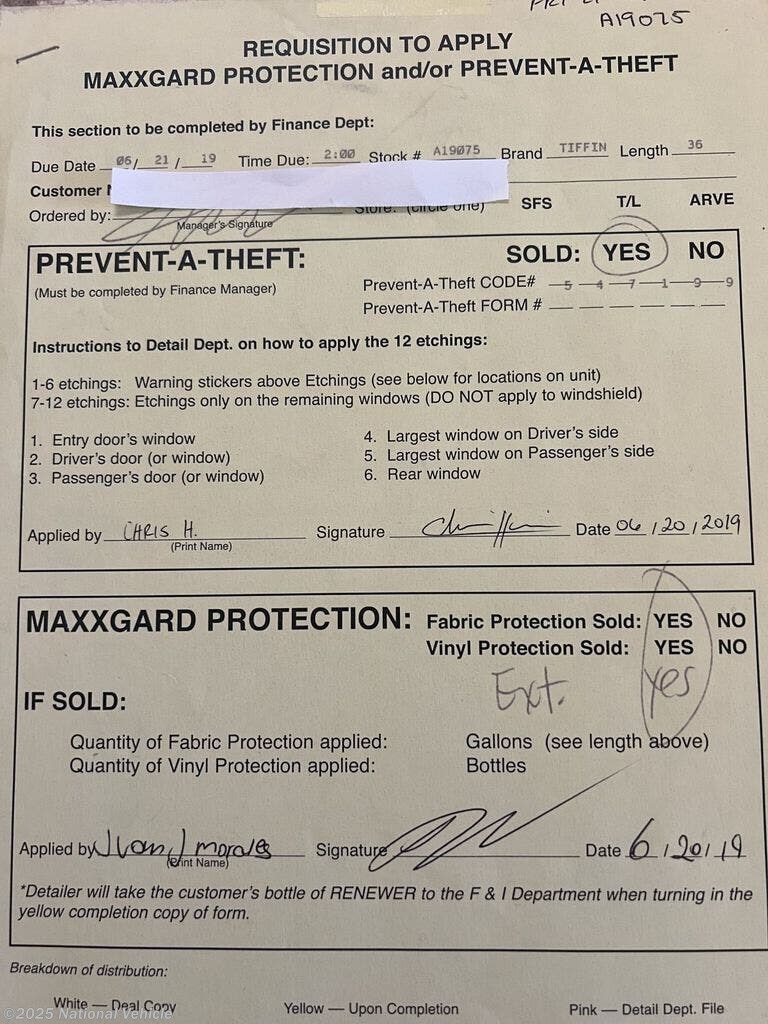 A19075
REQUISITION TO APPLY
MAXXGARD PROTECTION and/or PREVENT-A-THEFT
This section to be completed by Finance Dept:
Due Date 06/ 21 / 19 Time Due: 2:00 Stock # A19075 Brand TIFFIN Length 36
Customer
Ordered by: Store: (circle one) SFS T/L ARVE
Manager's Signature
PREVENT-A-THEFT: SOLD: YES NO
(Must be completed by Finance Manager) Prevent-A-Theft CODE# 5 4 7 1 9 9
Prevent-A-Theft FORM #
Instructions to Detail Dept. on how to apply the 12 etchings:
1-6 etchings: Warning stickers above Etchings (see below for locations on unit)
7-12 etchings: Etchings only on the remaining windows (DO NOT apply to windshield)
1. Entry door's window 4. Largest window on Driver's side
2. Driver's door (or window) 5. Largest window on Passenger's side
3. Passenger's door (or window) 6. Rear window
Applied by CHRIS H. Signature Date 06 / 20 / 2019
(Print Name)
MAXXGARD PROTECTION: Fabric Protection Sold: YES NO
Vinyl Protection Sold: YES NO
Ext. Yes
IF SOLD:
Quantity of Fabric Protection applied: Gallons (see length above)
Quantity of Vinyl Protection applied: Bottles
Applied by Ivan J morales Signature Date 6 / 20 / 19
(Print Name)
*Detailer will take the customer's bottle of RENEWER to the F & I Department when turning in the
yellow completion copy of form.
Breakdown of distribution:
White — Deal Copy Yellow — Upon Completion Pink — Detail Dept. File
©2025 National Vehicle